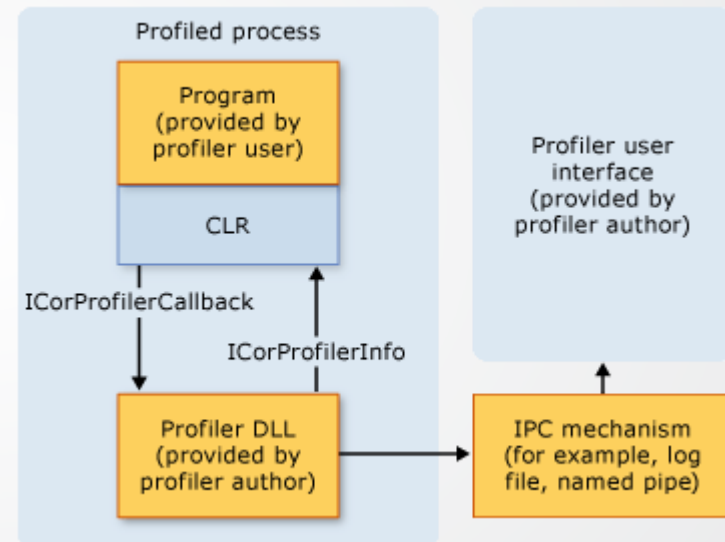 Profiled process
Program
(provided by
profiler user)
CLR
ICorProfilerCallback
ICorProfilerInfo
Profiler DLL
(provided by
profiler author)
Profiler user
interface
(provided by
profiler author)
IPC mechanism
(for example, log
file, named pipe)